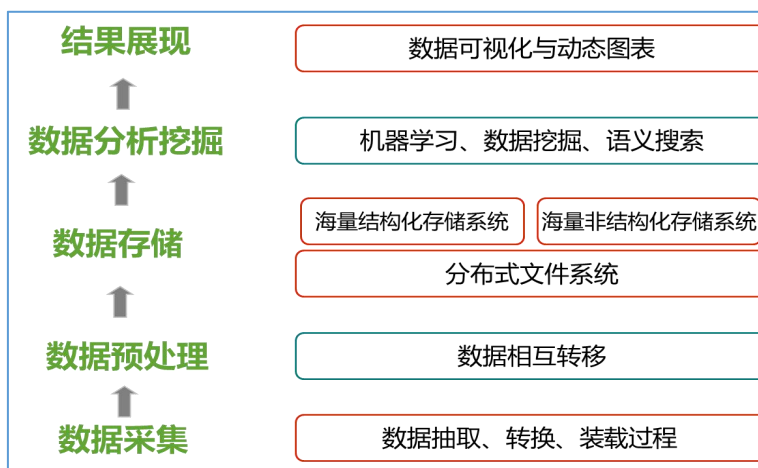 结果展现
数据可视化与动态图表
数据分析挖掘
机器学习、数据挖掘、语义搜索
海量结构化存储系统
海量非结构化存储系统
数据存储
分布式文件系统
数据预处理
数据相互转移
数据采集
数据抽取、转换、装载过程